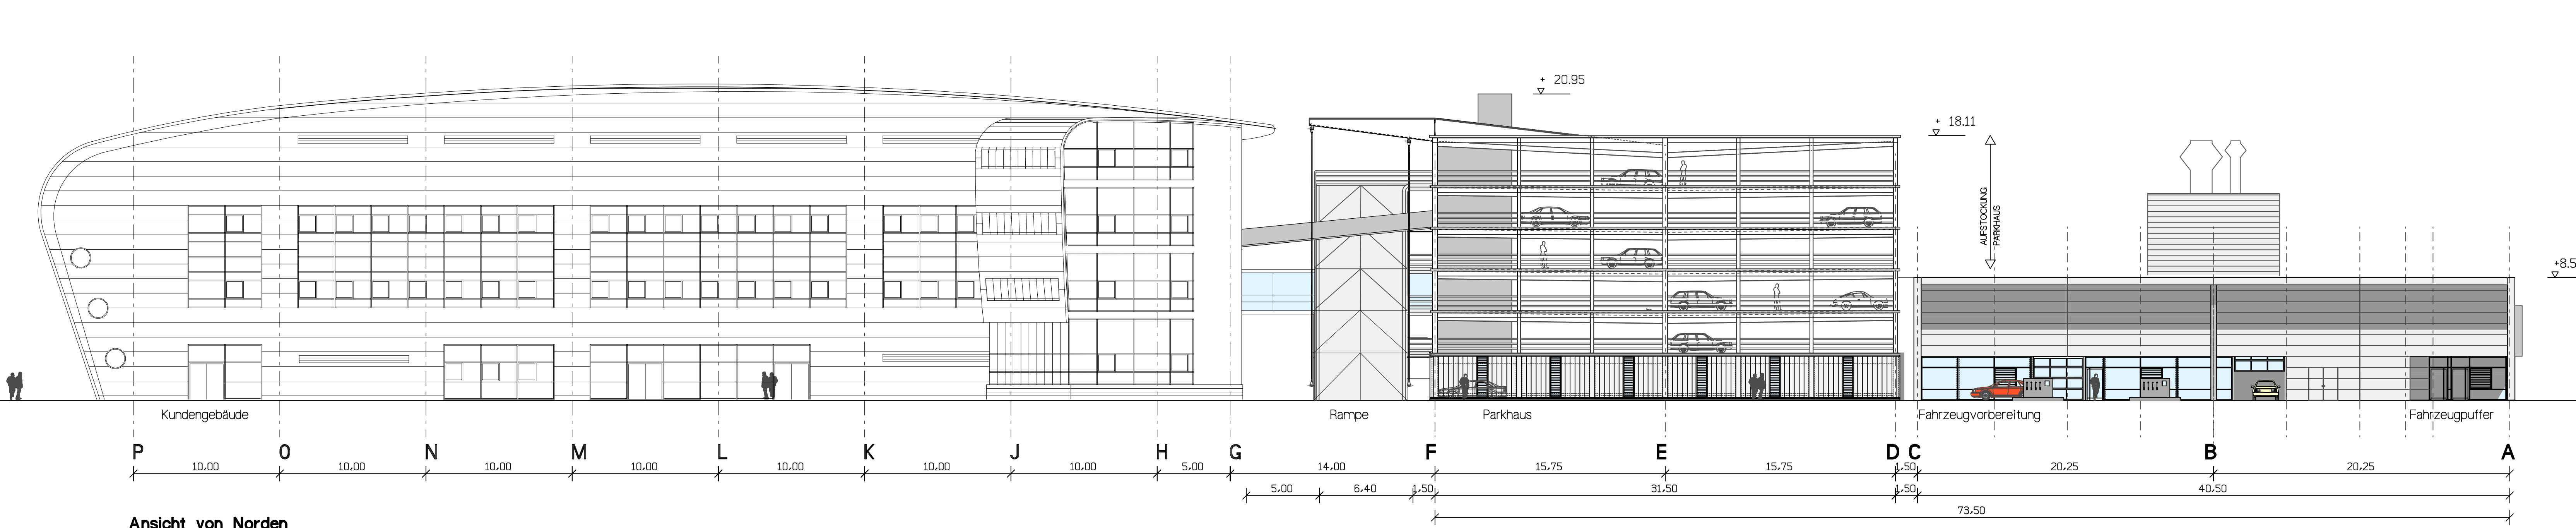 + 20.95
+ 18.11
AUFSTOCKUNG
PARKHAUS
+8.5
Kundengebäude
Rampe
Parkhaus
Fahrzeugvorbereitung
Fahrzeugpuffer
P O N M L K J H G F E D C B A
10,00 10,00 10,00 10,00 10,00 10,00 10,00 5,00 14,00 15,75 15,75 1,50 20,25 20,25
5,00 6,40 1,50 31,50 1,50 40,50
73,50
Ansicht von Norden